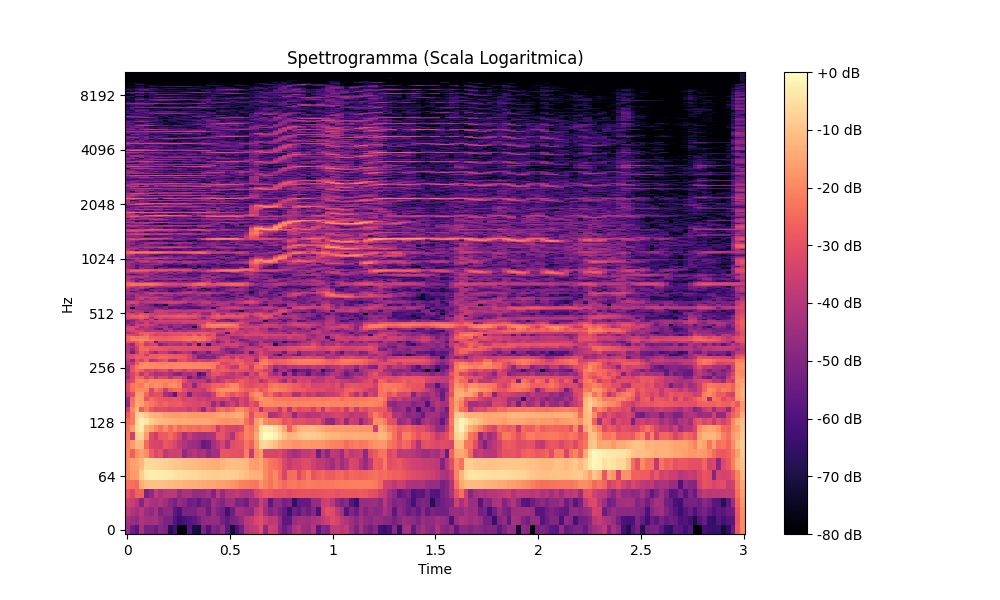 Spettrogramma (Scala Logaritmica)
8192
4096
2048
1024
512
256
128
64
0
Hz
0
0.5
1
1.5
2
2.5
3
Time
+0 dB
-10 dB
-20 dB
-30 dB
-40 dB
-50 dB
-60 dB
-70 dB
-80 dB